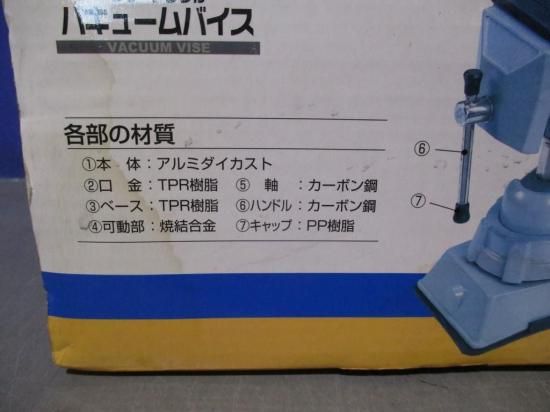 バキュームバイス
VACUUM VISE
各部の材質
①本　体：アルミダイカスト
②口　金：TPR樹脂　⑤　軸　：カーボン鋼
③ベース：TPR樹脂　⑥ハンドル：カーボン鋼
④可動部：焼結合金　⑦キャップ：PP樹脂
⑥
⑦